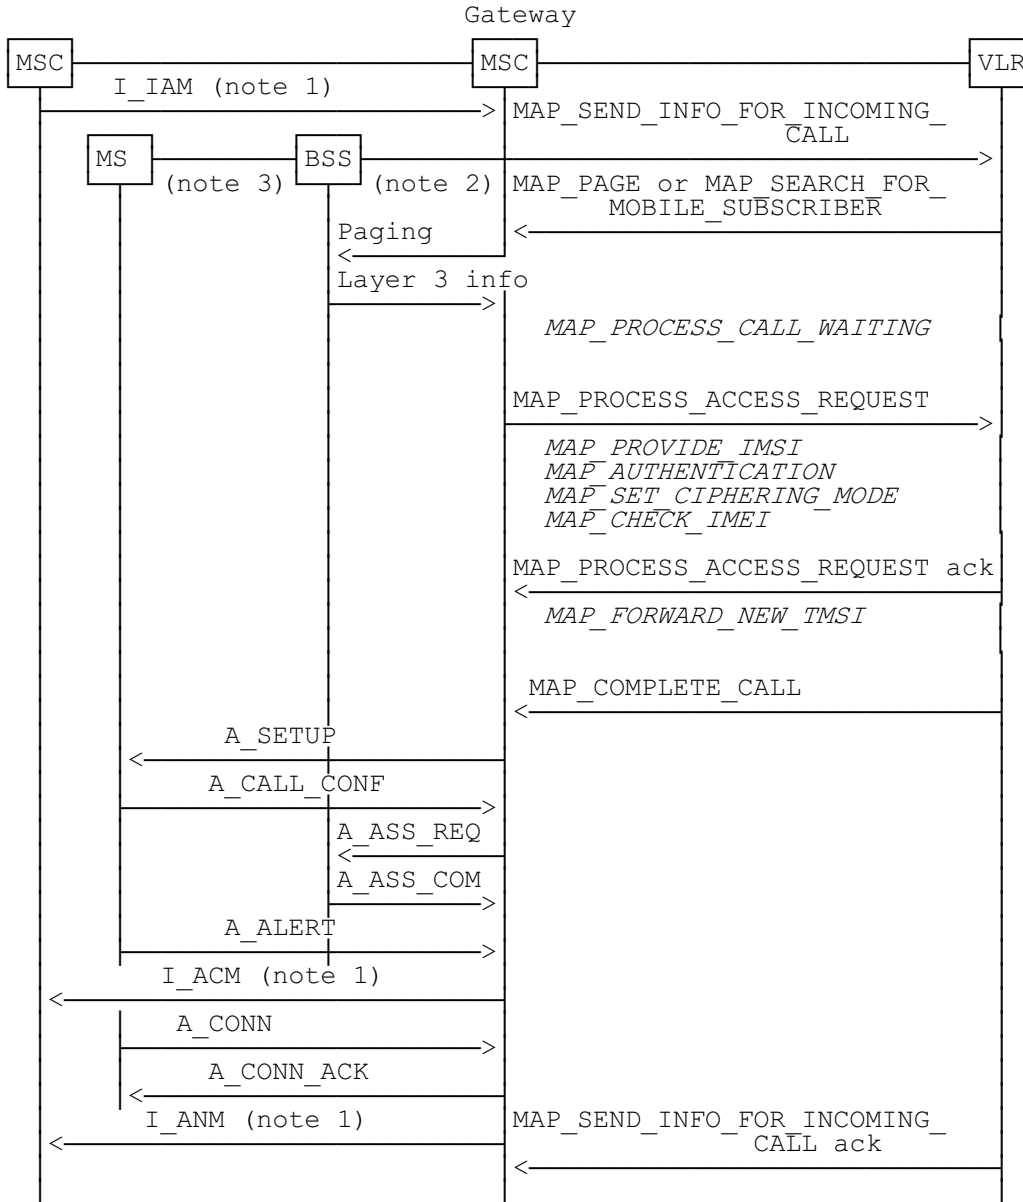 Gateway
MSC MSC VLR
I_IAM (note 1)
MAP_SEND_INFO_FOR_INCOMING_
CALL
MS BSS
(note 3) (note 2) MAP_PAGE or MAP_SEARCH_FOR_
MOBILE_SUBSCRIBER
Paging
Layer 3 info
MAP_PROCESS_CALL_WAITING
MAP_PROCESS_ACCESS_REQUEST
MAP_PROVIDE_IMSI
MAP_AUTHENTICATION
MAP_SET_CIPHERING_MODE
MAP_CHECK_IMEI
MAP_PROCESS_ACCESS_REQUEST ack
MAP_FORWARD_NEW_TMSI
MAP_COMPLETE_CALL
A_SETUP
A_CALL_CONF
A_ASS_REQ
A_ASS_COM
A_ALERT
I_ACM (note 1)
A_CONN
A_CONN_ACK
I_ANM (note 1) MAP_SEND_INFO_FOR_INCOMING_
CALL ack